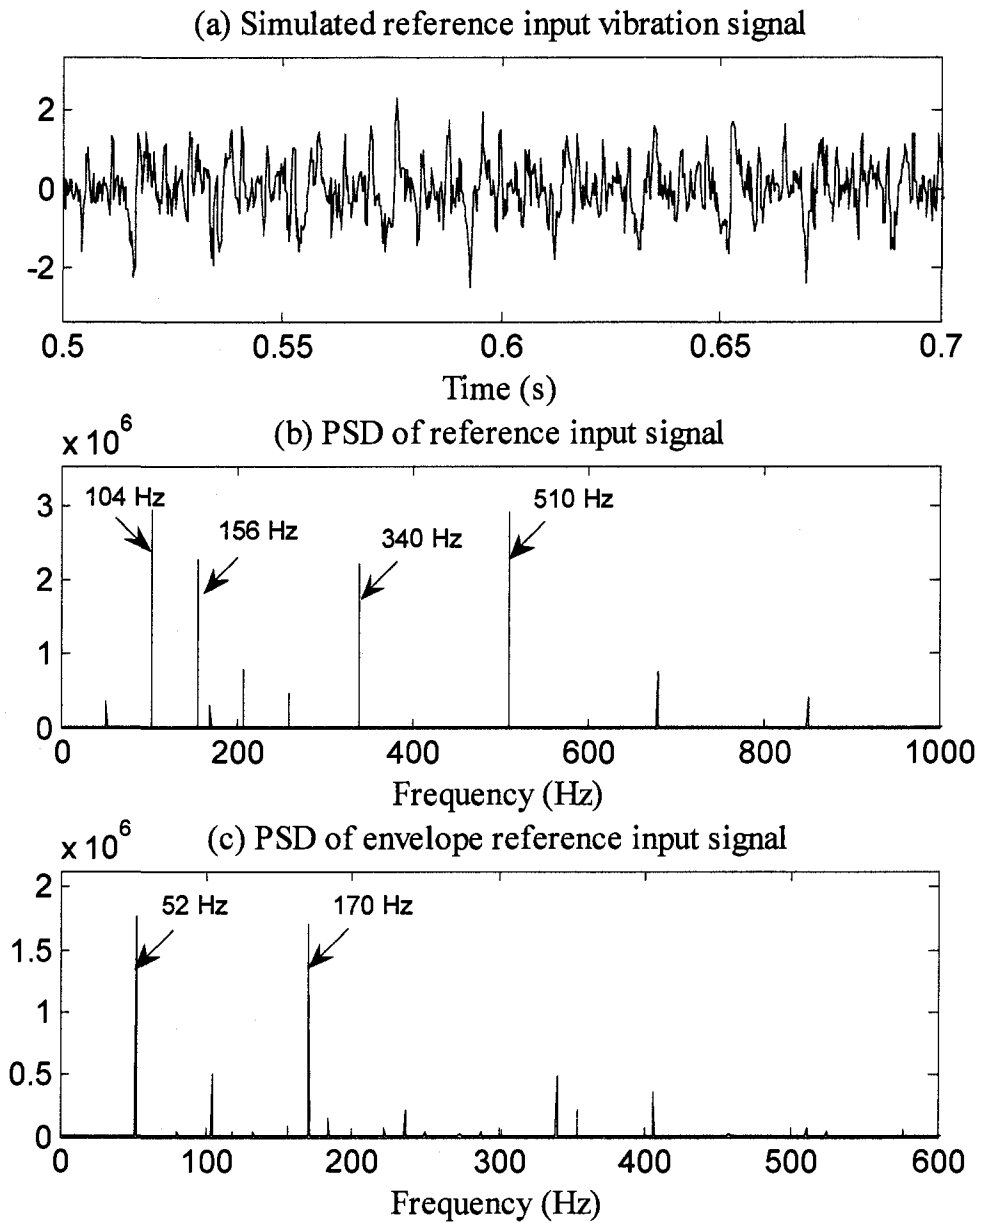 (a) Simulated reference input vibration signal
2
0
-2
0.5 0.55 0.6 0.65 0.7
Time (s)
(b) PSD of reference input signal
x 10^6
3
2
1
0
104 Hz
156 Hz
340 Hz
510 Hz
0 200 400 600 800 1000
Frequency (Hz)
(c) PSD of envelope reference input signal
x 10^6
2
1.5
1
0.5
0
52 Hz
170 Hz
0 100 200 300 400 500 600
Frequency (Hz)